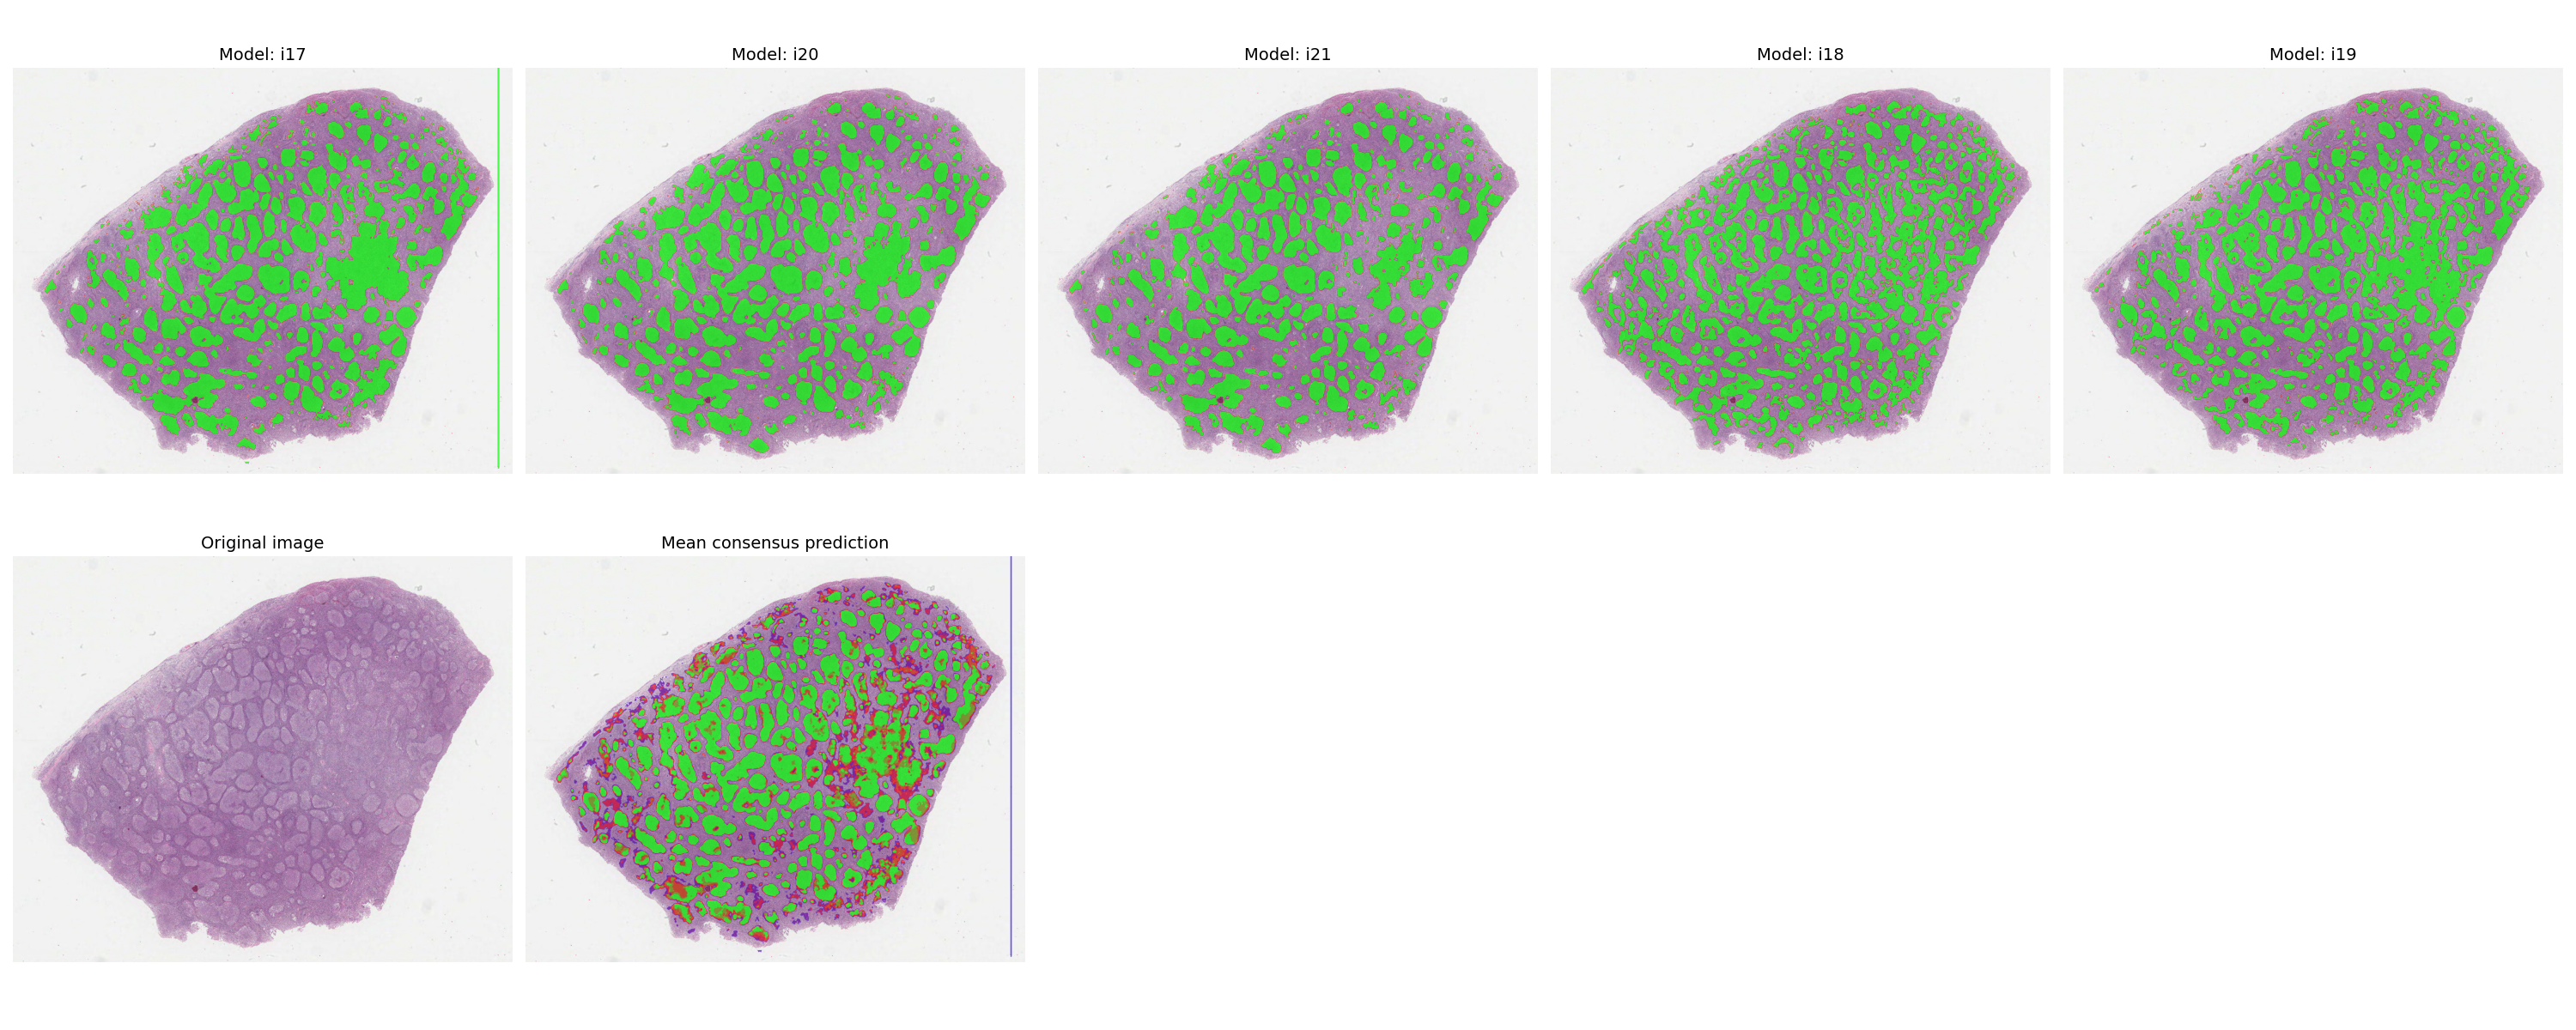 Model: i17
Model: i20
Model: i21
Model: i18
Model: i19
Original image
Mean consensus prediction